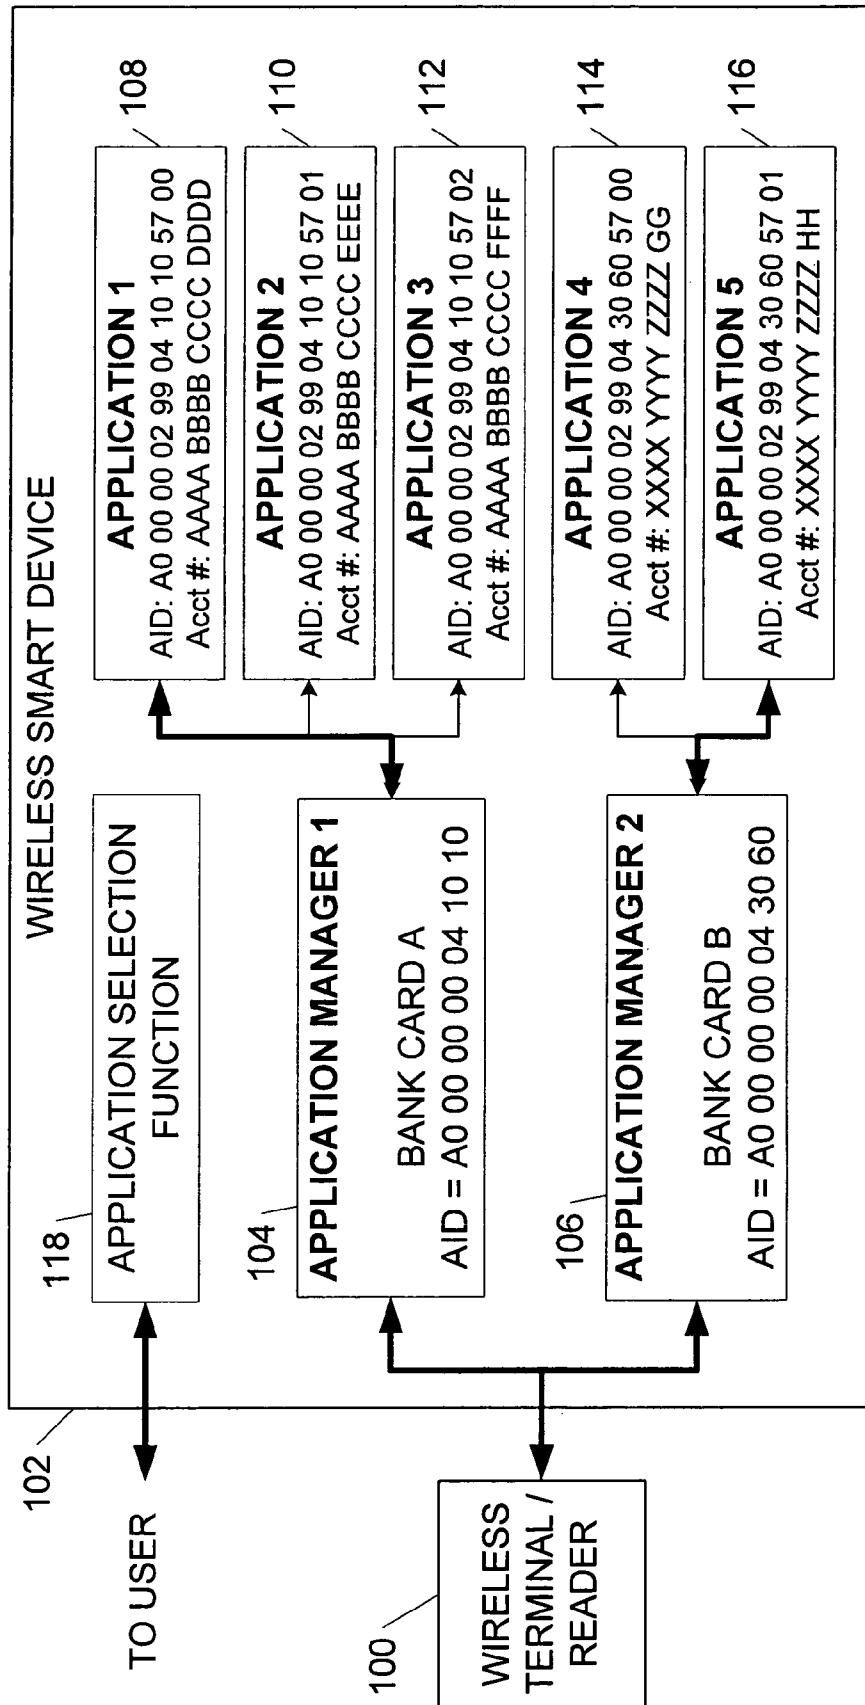 WIRELESS SMART DEVICE
102
TO USER
118
APPLICATION SELECTION
FUNCTION
100
WIRELESS
TERMINAL /
READER
104
APPLICATION MANAGER 1
BANK CARD A
AID = A0 00 00 00 04 10 10
106
APPLICATION MANAGER 2
BANK CARD B
AID = A0 00 00 00 04 30 60
108
APPLICATION 1
AID: A0 00 00 02 99 04 10 10 57 00
Acct #: AAAA BBBB CCCC DDDD
110
APPLICATION 2
AID: A0 00 00 02 99 04 10 10 57 01
Acct #: AAAA BBBB CCCC EEEE
112
APPLICATION 3
AID: A0 00 00 02 99 04 10 10 57 02
Acct #: AAAA BBBB CCCC FFFF
114
APPLICATION 4
AID: A0 00 00 02 99 04 30 60 57 00
Acct #: XXXX YYYY ZZZZ GG
116
APPLICATION 5
AID: A0 00 00 02 99 04 30 60 57 01
Acct #: XXXX YYYY ZZZZ HH